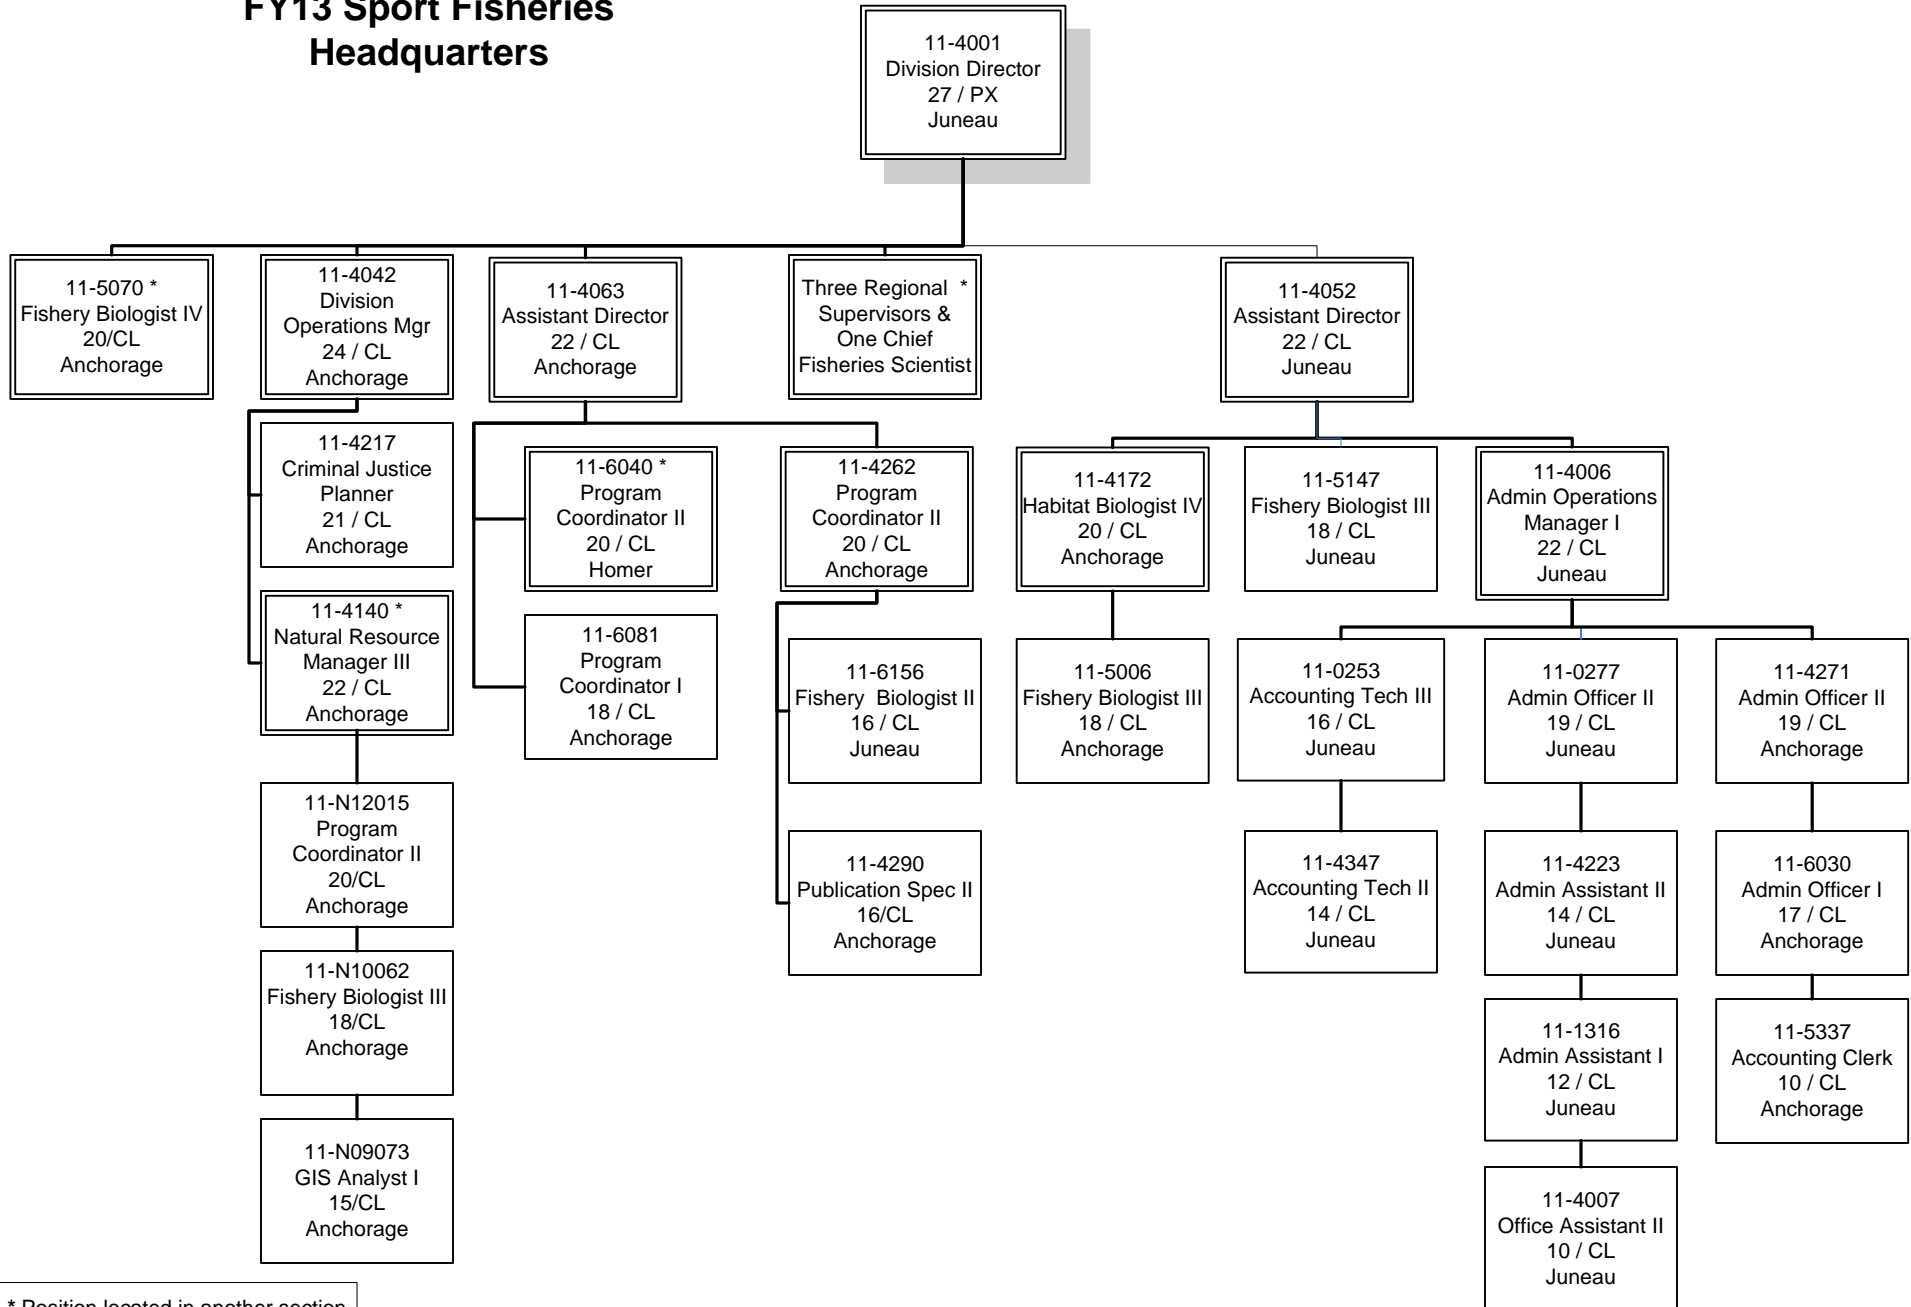 FY13 Sport Fisheries
Headquarters
11-4001
Division Director
27 / PX
Juneau
11-5070 *
Fishery Biologist IV
20/CL
Anchorage
11-4042
Division
Operations Mgr
24 / CL
Anchorage
11-4063
Assistant Director
22 / CL
Anchorage
Three Regional *
Supervisors &
One Chief
Fisheries Scientist
11-4052
Assistant Director
22 / CL
Juneau
11-4217
Criminal Justice
Planner
21 / CL
Anchorage
11-6040 *
Program
Coordinator II
20 / CL
Homer
11-4262
Program
Coordinator II
20 / CL
Anchorage
11-4172
Habitat Biologist IV
20 / CL
Anchorage
11-5147
Fishery Biologist III
18 / CL
Juneau
11-4006
Admin Operations
Manager I
22 / CL
Juneau
11-4140 *
Natural Resource
Manager III
22 / CL
Anchorage
11-6081
Program
Coordinator I
18 / CL
Anchorage
11-6156
Fishery Biologist II
16 / CL
Juneau
11-5006
Fishery Biologist III
18 / CL
Anchorage
11-0253
Accounting Tech III
16 / CL
Juneau
11-0277
Admin Officer II
19 / CL
Juneau
11-4271
Admin Officer II
19 / CL
Anchorage
11-N12015
Program
Coordinator II
20/CL
Anchorage
11-4290
Publication Spec II
16/CL
Anchorage
11-4347
Accounting Tech II
14 / CL
Juneau
11-4223
Admin Assistant II
14 / CL
Juneau
11-6030
Admin Officer I
17 / CL
Anchorage
11-N10062
Fishery Biologist III
18/CL
Anchorage
11-1316
Admin Assistant I
12 / CL
Juneau
11-5337
Accounting Clerk
10 / CL
Anchorage
11-N09073
GIS Analyst I
15/CL
Anchorage
11-4007
Office Assistant II
10 / CL
Juneau
* Position located in another section